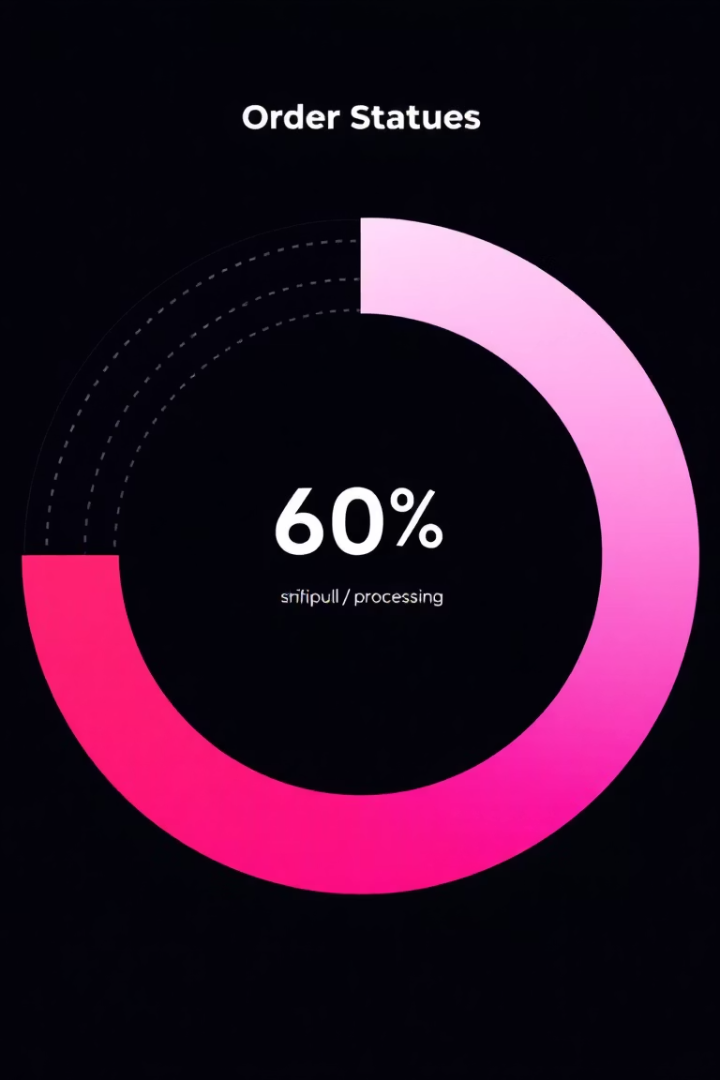 Order Statues
60%
/ processing